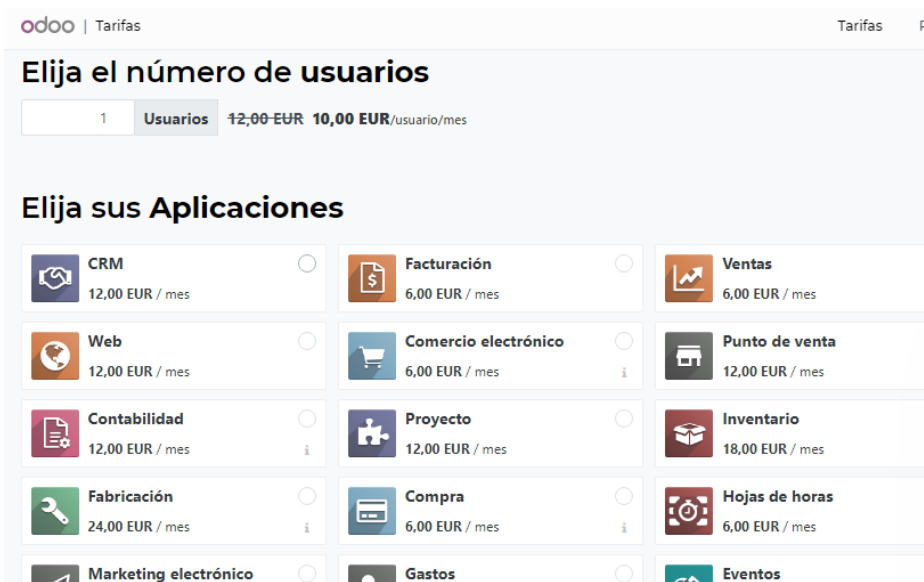 odoo | Tarifas
Tarifas
Elija el número de usuarios
1 Usuarios 12,00 EUR 10,00 EUR/usuario/mes
Elija sus Aplicaciones
CRM
12,00 EUR / mes
Facturación
6,00 EUR / mes
Ventas
6,00 EUR / mes
Web
12,00 EUR / mes
Comercio electrónico
6,00 EUR / mes
Punto de venta
12,00 EUR / mes
Contabilidad
12,00 EUR / mes
Proyecto
12,00 EUR / mes
Inventario
18,00 EUR / mes
Fabricación
24,00 EUR / mes
Compra
6,00 EUR / mes
Hojas de horas
6,00 EUR / mes
Marketing electrónico
Gastos
Eventos